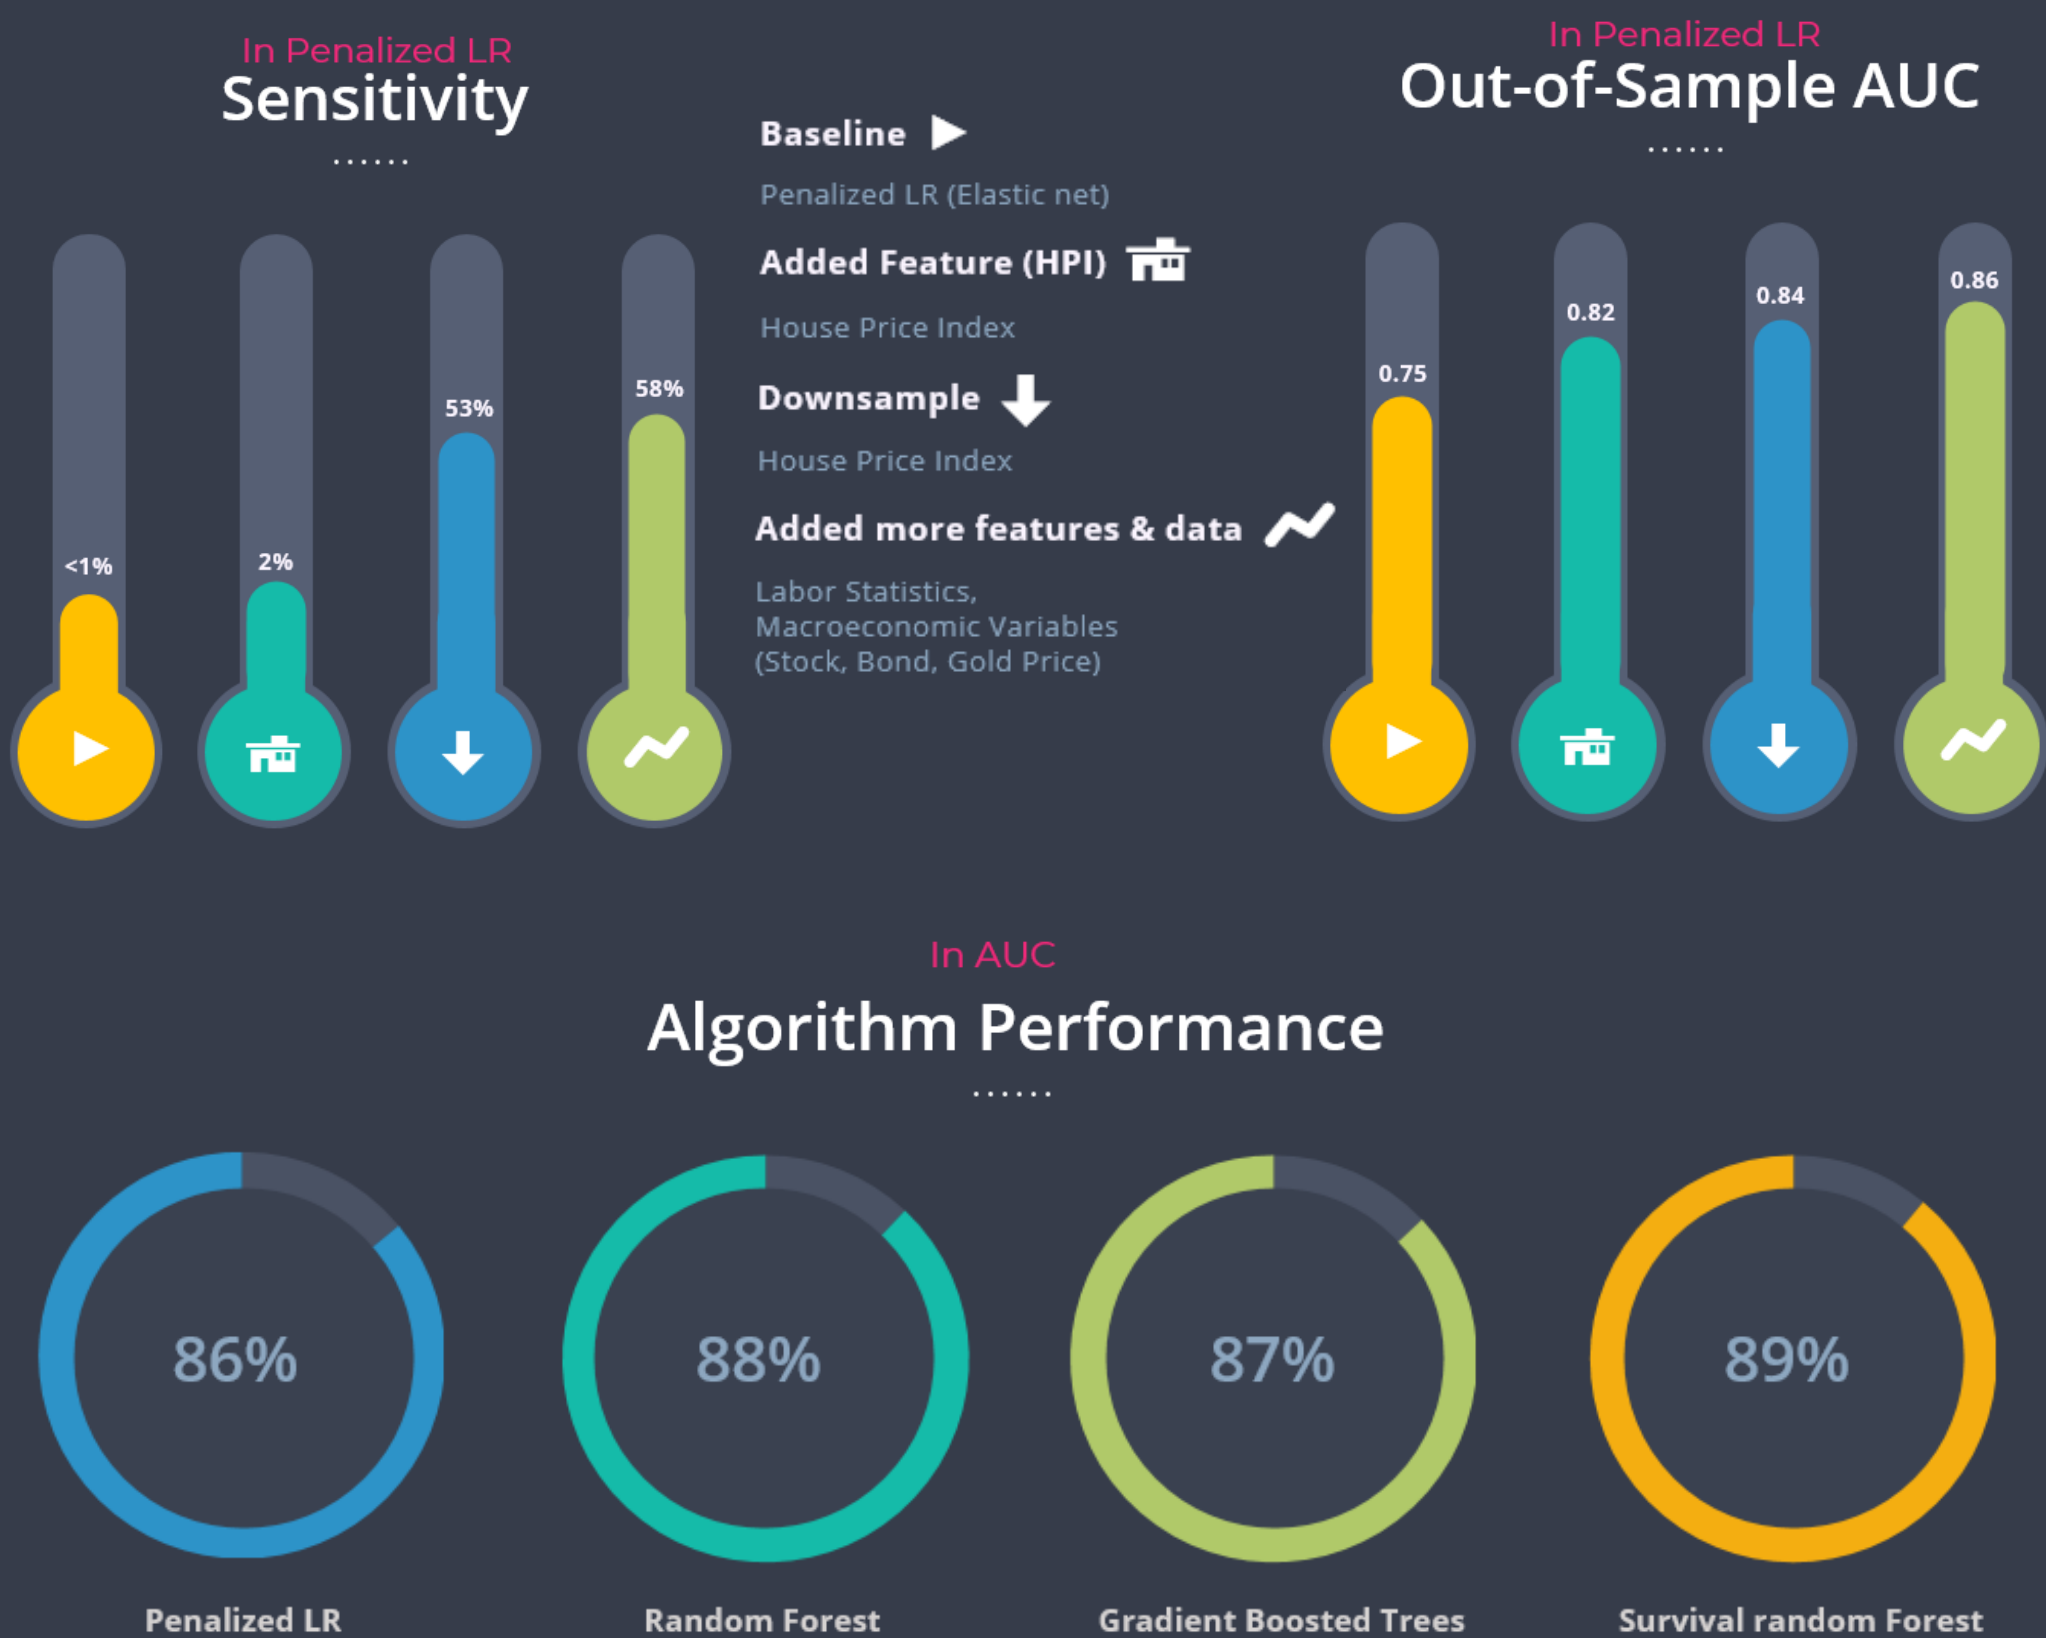 In Penalized LR
Sensitivity
<1%
2%
53%
58%
Baseline
Penalized LR (Elastic net)
Added Feature (HPI)
House Price Index
Downsample
House Price Index
Added more features & data
Labor Statistics,
Macroeconomic Variables
(Stock, Bond, Gold Price)
In Penalized LR
Out-of-Sample AUC
0.75
0.82
0.84
0.86
In AUC
Algorithm Performance
86%
88%
87%
89%
Penalized LR
Random Forest
Gradient Boosted Trees
Survival random Forest